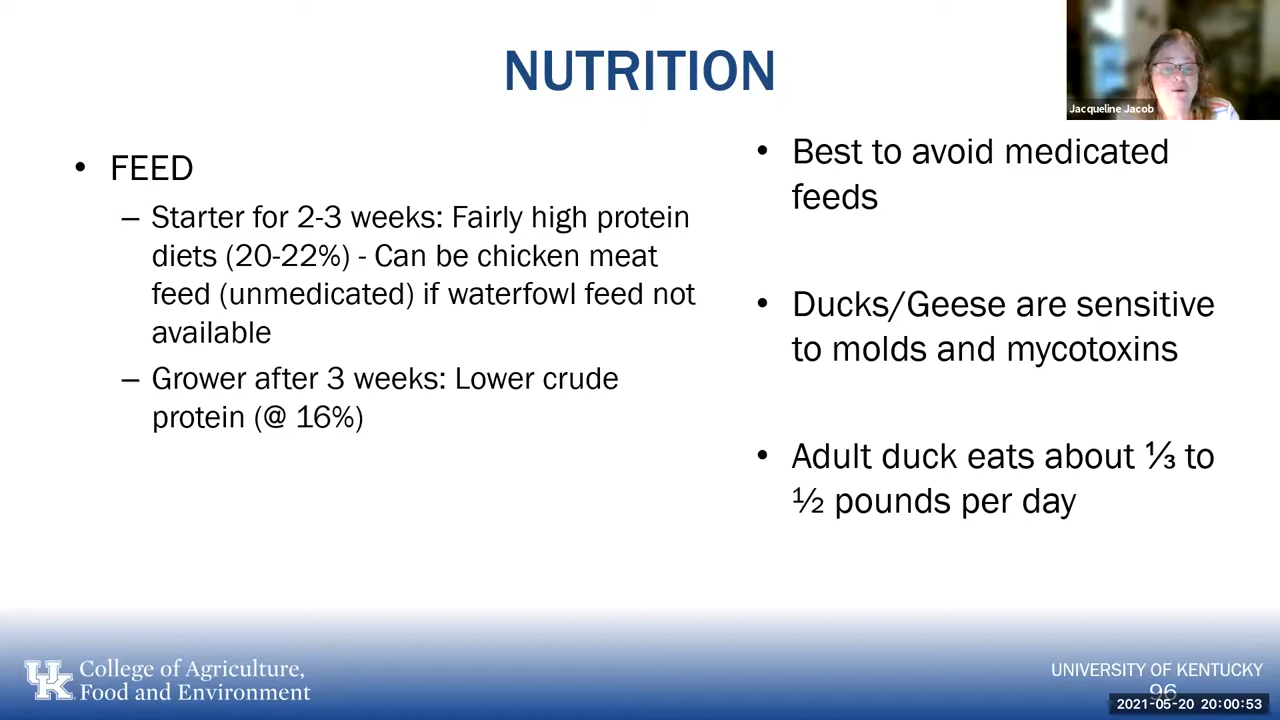 NUTRITION
Jacqueline Jacob
• FEED
– Starter for 2-3 weeks: Fairly high protein
diets (20-22%) - Can be chicken meat
feed (unmedicated) if waterfowl feed not
available
– Grower after 3 weeks: Lower crude
protein (@ 16%)
• Best to avoid medicated
feeds
• Ducks/Geese are sensitive
to molds and mycotoxins
• Adult duck eats about ⅓ to
½ pounds per day
UK
College of Agriculture,
Food and Environment
UNIVERSITY OF KENTUCKY
96
2021-05-20 20:00:53